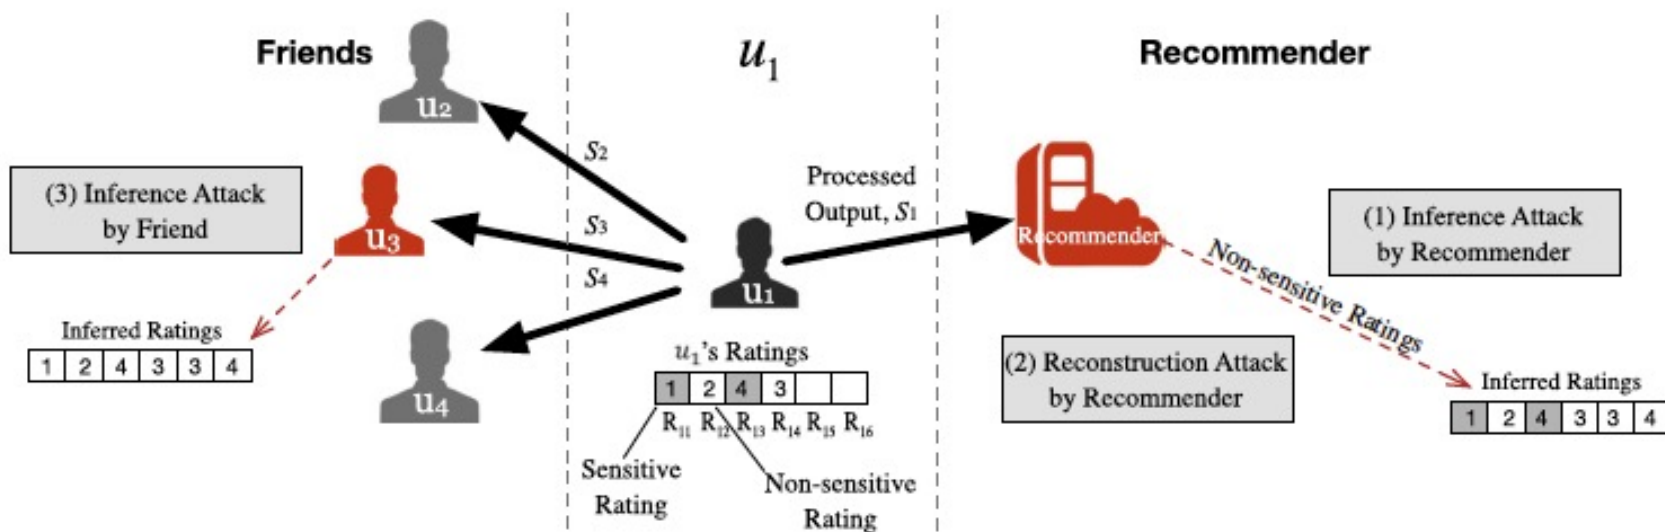 Friends
u₁
Recommender
u₂
S₂
(3) Inference Attack
by Friend
u₃
S₃
S₄
Processed
Output, S₁
Recommender
(1) Inference Attack
by Recommender
Non-sensitive Ratings
u₁
Inferred Ratings
1 2 4 3 3 4
u₄
u₁'s Ratings
1 2 4 3
R₁₁ R₁₂ R₁₃ R₁₄ R₁₅ R₁₆
Sensitive
Rating
Non-sensitive
Rating
(2) Reconstruction Attack
by Recommender
Inferred Ratings
1 2 4 3 3 4